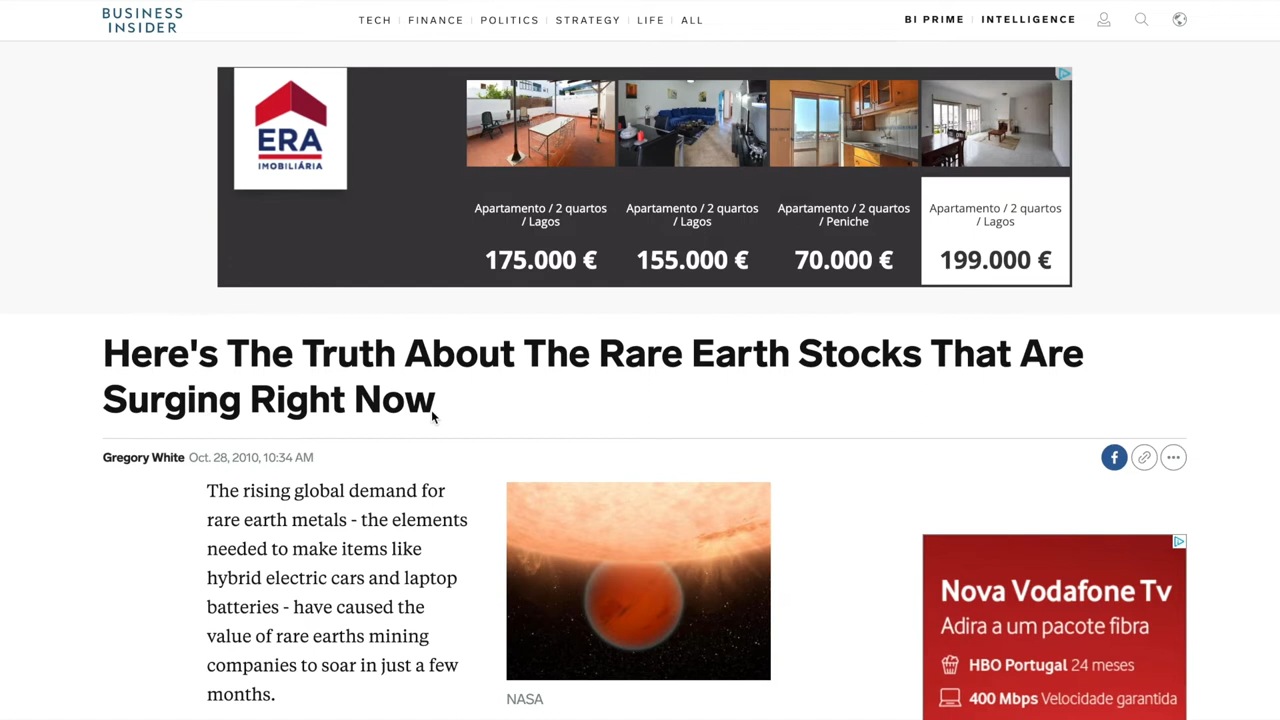 BUSINESS
INSIDER
TECH
FINANCE
POLITICS
STRATEGY
LIFE
ALL
BI PRIME
INTELLIGENCE
ERA
IMOBILIÁRIA
Apartamento / 2 quartos
/ Lagos
175.000 €
Apartamento / 2 quartos
/ Lagos
155.000 €
Apartamento / 2 quartos
/ Peniche
70.000 €
Apartamento / 2 quartos
/ Lagos
199.000 €
Here's The Truth About The Rare Earth Stocks That Are
Surging Right Now
Gregory White Oct. 28, 2010, 10:34 AM
The rising global demand for
rare earth metals - the elements
needed to make items like
hybrid electric cars and laptop
batteries - have caused the
value of rare earths mining
companies to soar in just a few
months.
NASA
Nova Vodafone Tv
Adira a um pacote fibra
HBO Portugal 24 meses
400 Mbps Velocidade garantida